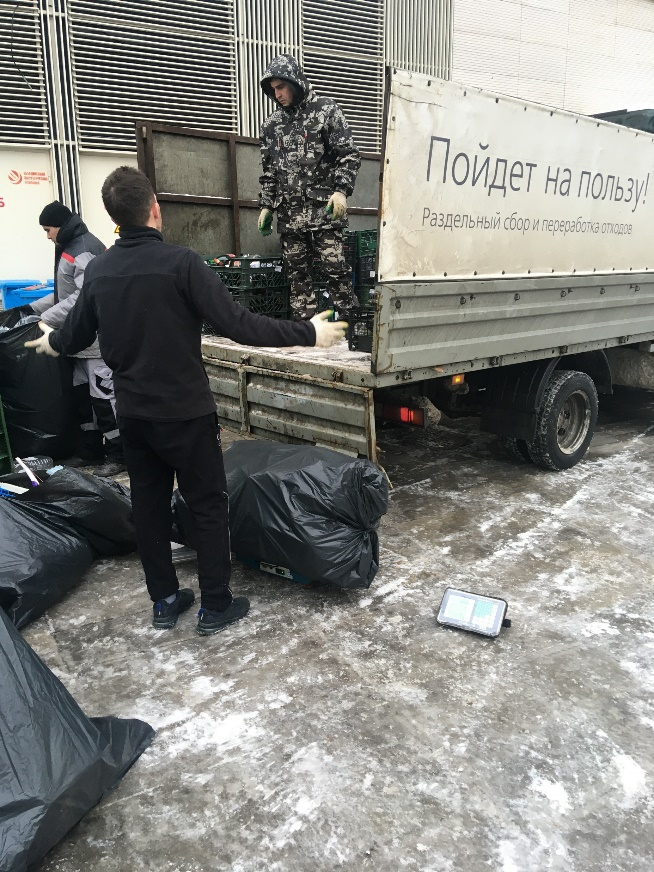 Пойдет на пользу!
Раздельный сбор и переработка отходов